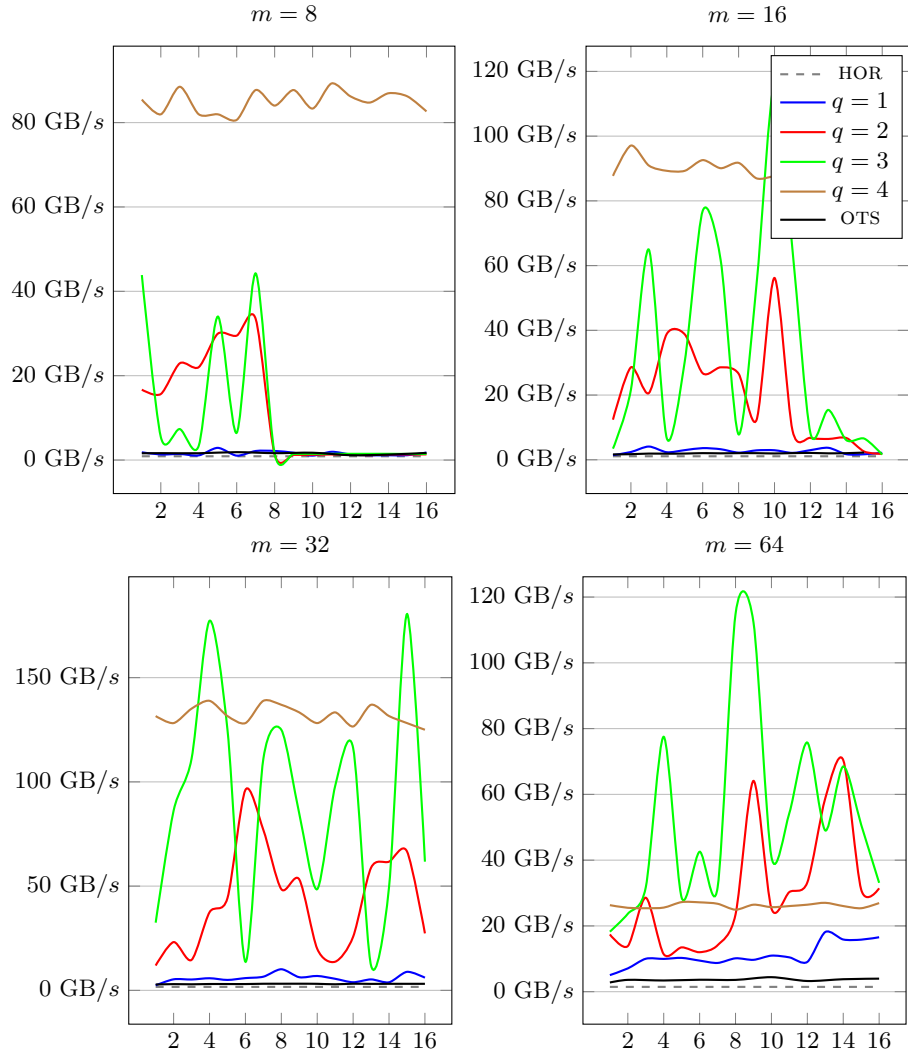 m = 8
80 GB/s
60 GB/s
40 GB/s
20 GB/s
0 GB/s
2 4 6 8 10 12 14 16
m = 16
120 GB/s
100 GB/s
80 GB/s
60 GB/s
40 GB/s
20 GB/s
0 GB/s
2 4 6 8 10 12 14 16
HOR
q = 1
q = 2
q = 3
q = 4
OTS
m = 32
150 GB/s
100 GB/s
50 GB/s
0 GB/s
2 4 6 8 10 12 14 16
m = 64
120 GB/s
100 GB/s
80 GB/s
60 GB/s
40 GB/s
20 GB/s
0 GB/s
2 4 6 8 10 12 14 16